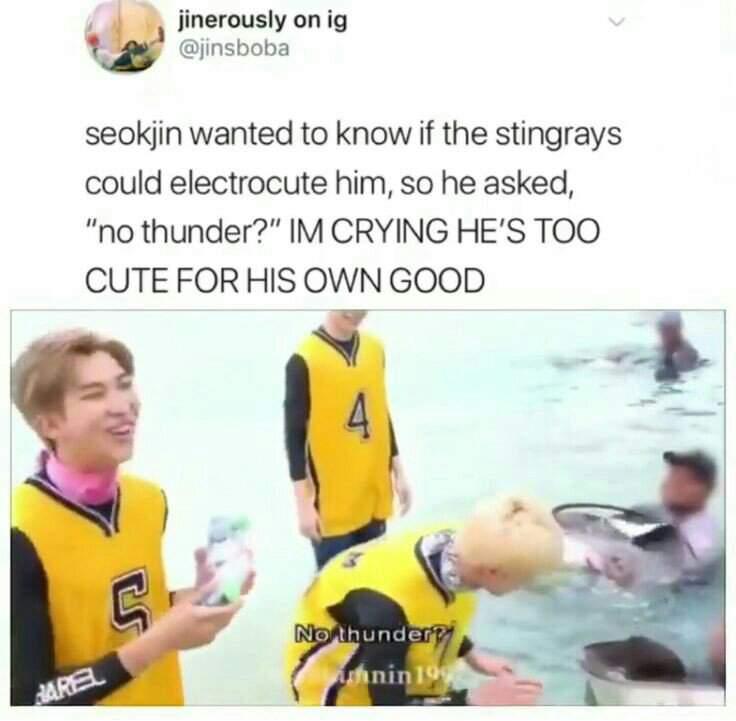 jinerously on ig
@jinsboba
seokjin wanted to know if the stingrays
could electrocute him, so he asked,
"no thunder?" IM CRYING HE'S TOO
CUTE FOR HIS OWN GOOD
4
5
No thunder?